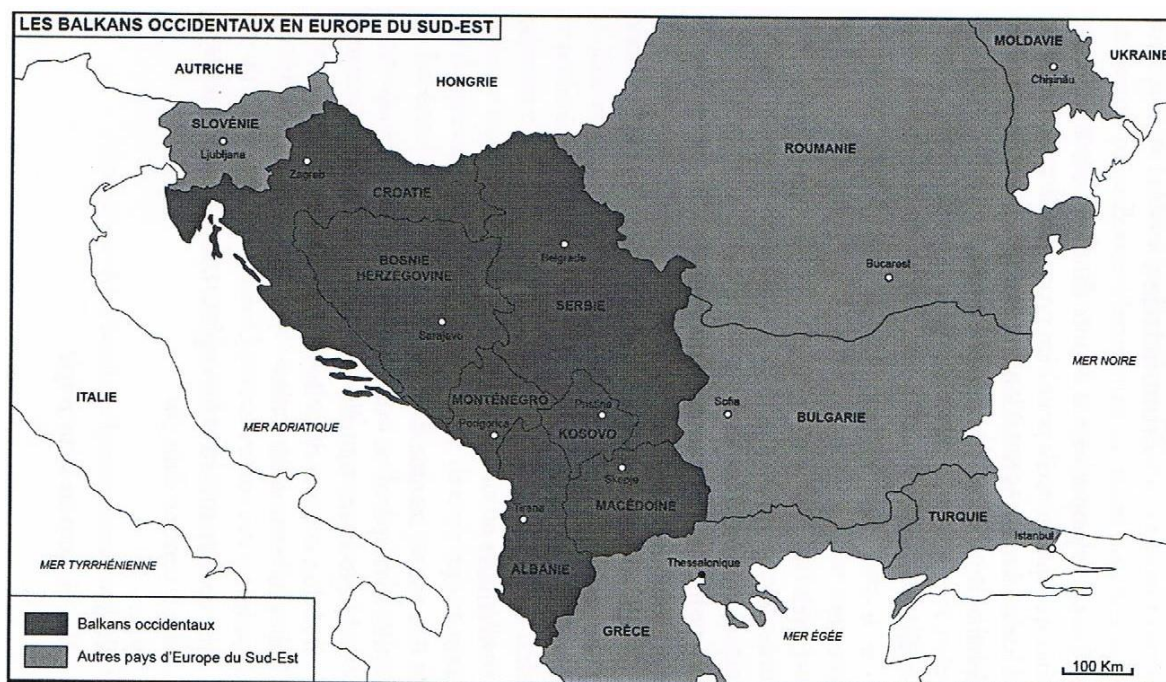 LES BALKANS OCCIDENTAUX EN EUROPE DU SUD-EST
AUTRICHE
HONGRIE
MOLDAVIE
UKRAINE
Chișinău
SLOVÉNIE
Ljubljana
ROUMANIE
Zagreb
CROATIE
BOSNIE
HERZÉGOVINE
Belgrade
Bucarest
SERBIE
Sarajevo
MER NOIRE
ITALIE
MONTÉNÉGRO
Pristina
Sofia
BULGARIE
MER ADRIATIQUE
Podgorica
KOSOVO
Skopje
MACÉDOINE
Tirana
TURQUIE
Istanbul
MER TYRRHÉNIENNE
ALBANIE
Thessalonique
Balkans occidentaux
GRÈCE
MER ÉGÉE
Autres pays d'Europe du Sud-Est
100 Km